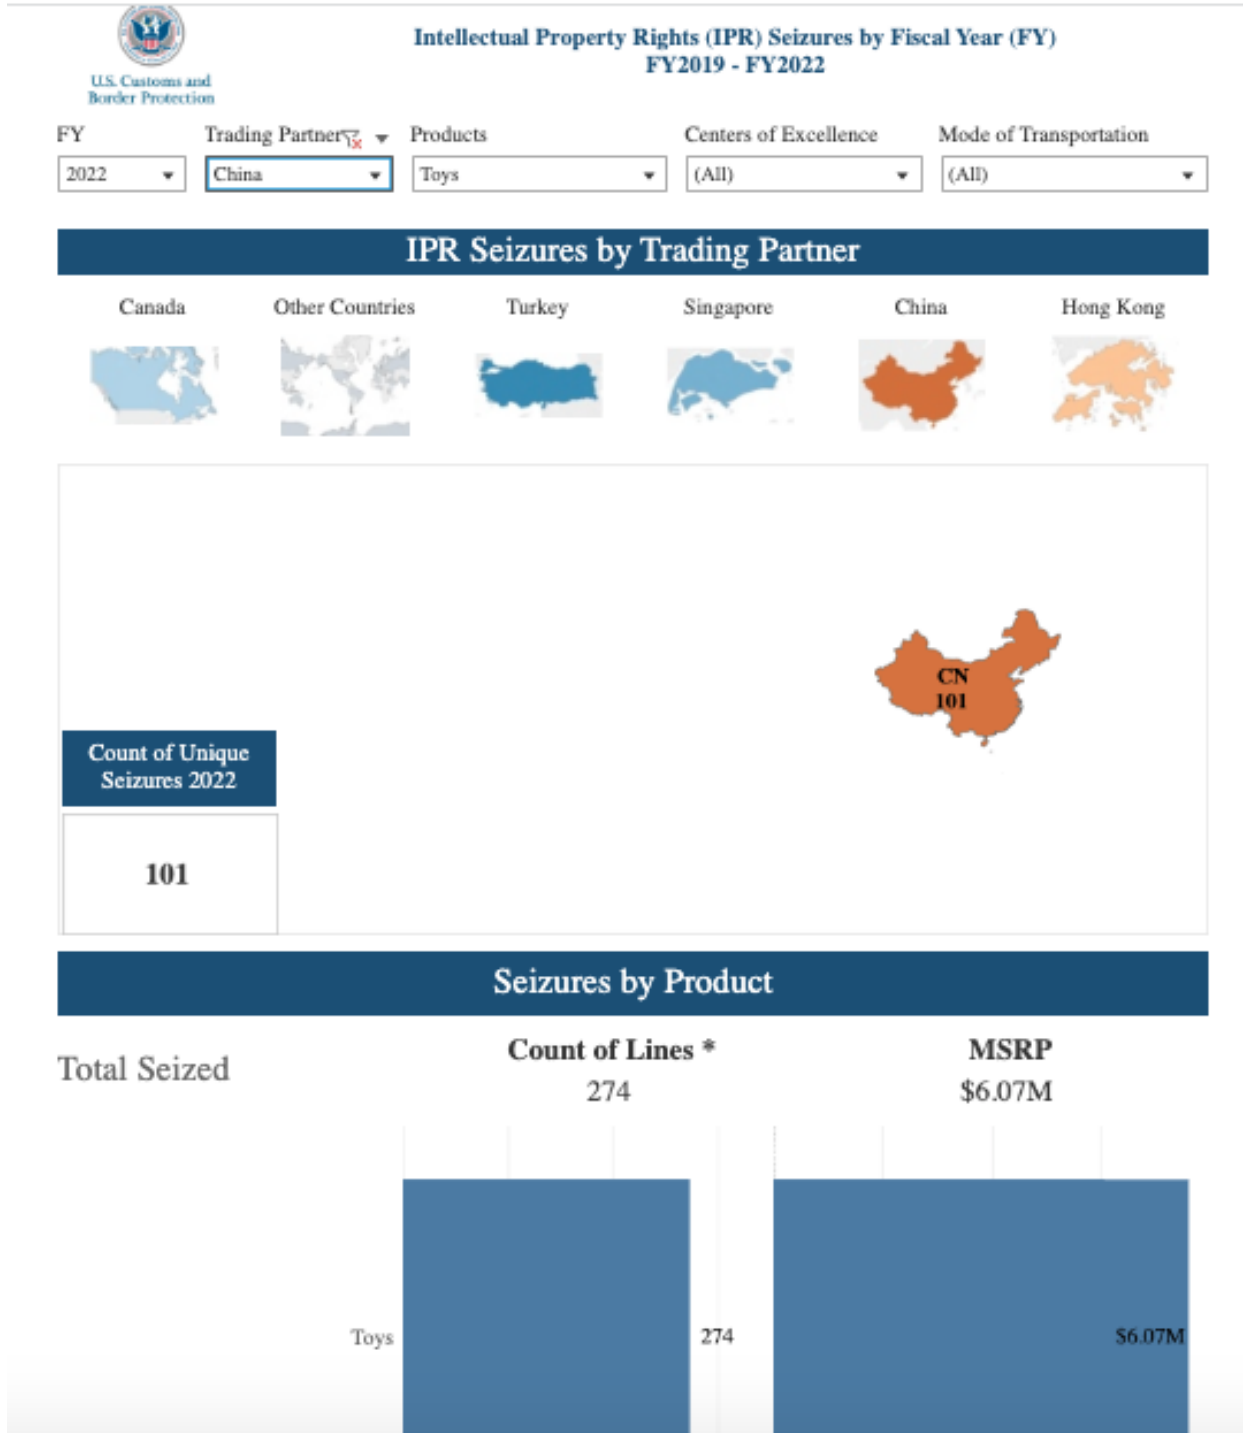 Intellectual Property Rights (IPR) Seizures by Fiscal Year (FY)
FY2019 - FY2022
U.S. Customs and
Border Protection
FY
Trading Partner
Products
Centers of Excellence
Mode of Transportation
2022
China
Toys
(All)
(All)
IPR Seizures by Trading Partner
Canada
Other Countries
Turkey
Singapore
China
Hong Kong
CN
101
Count of Unique
Seizures 2022
101
Seizures by Product
Total Seized
Count of Lines *
274
MSRP
$6.07M
Toys
274
$6.07M